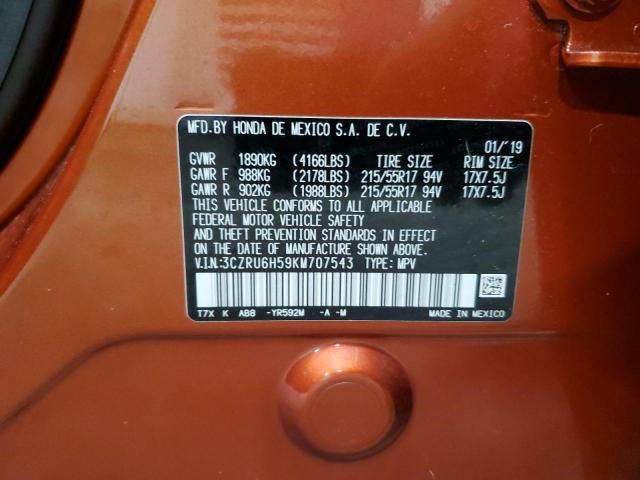 MFD.BY HONDA DE MEXICO S.A. DE C.V.
01/'19
GVWR 1890KG (4166LBS) TIRE SIZE RIM SIZE
GAWR F 988KG (2178LBS) 215/55R17 94V 17X7.5J
GAWR R 902KG (1988LBS) 215/55R17 94V 17X7.5J
THIS VEHICLE CONFORMS TO ALL APPLICABLE
FEDERAL MOTOR VEHICLE SAFETY
AND THEFT PREVENTION STANDARDS IN EFFECT
ON THE DATE OF MANUFACTURE SHOWN ABOVE.
V.I.N.:3CZRU6H59KM707543 TYPE: MPV
T7X K AB8 -YR592M -A -M MADE IN MEXICO